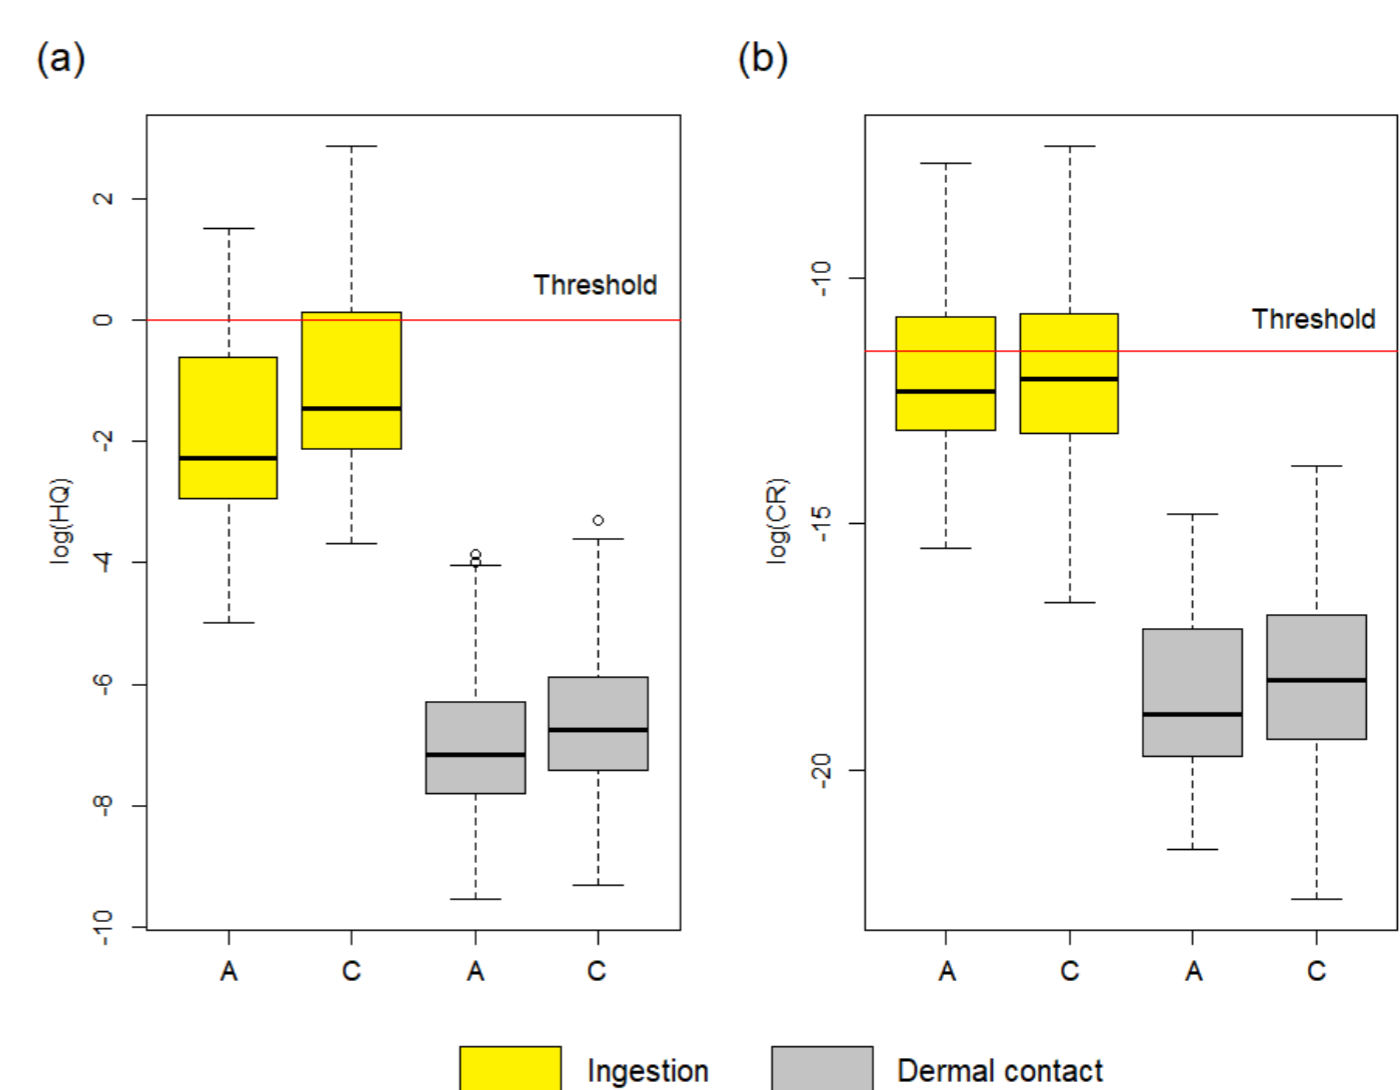 (a)
(b)
log(HQ)
2
0
-2
-4
-6
-8
-10
Threshold
A
C
A
C
log(CR)
-10
-15
-20
Threshold
A
C
A
C
Ingestion
Dermal contact